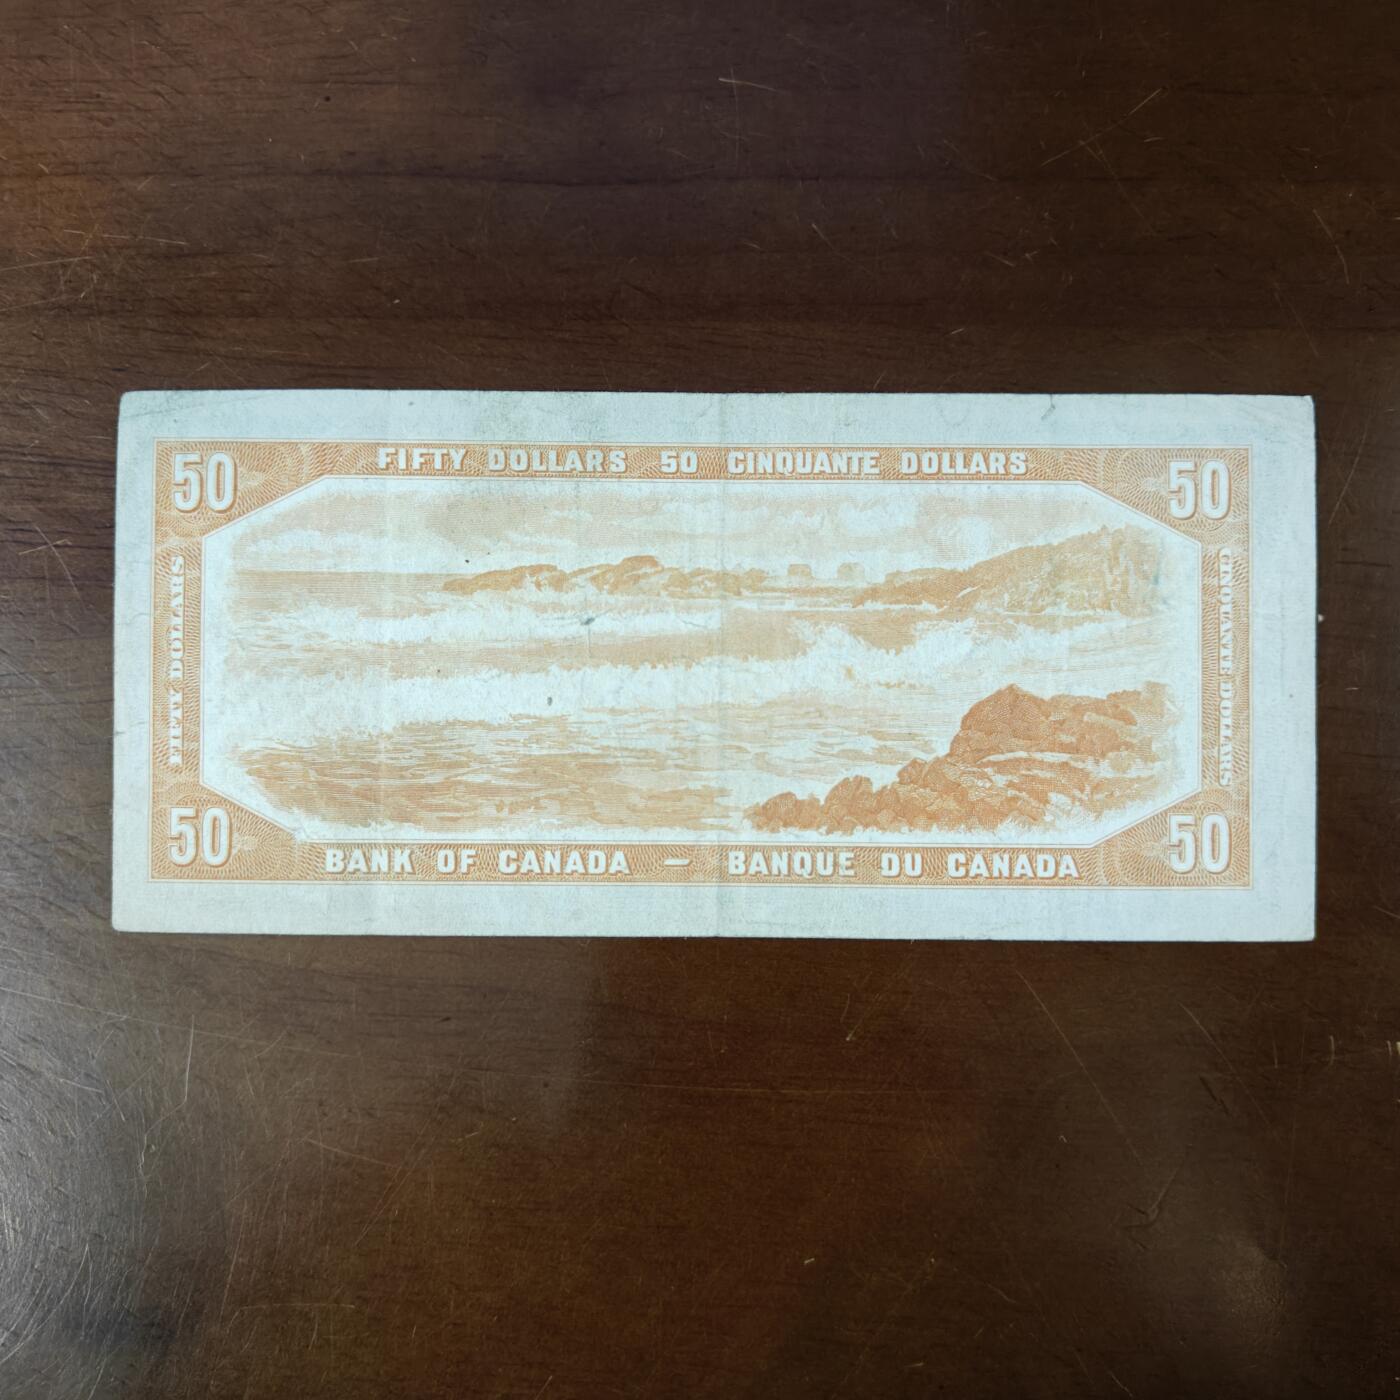 50 FIFTY DOLLARS 50 CINQUANTE DOLLARS 50
FIFTY DOLLARS
CINQUANTE DOLLARS
50 BANK OF CANADA — BANQUE DU CANADA 50